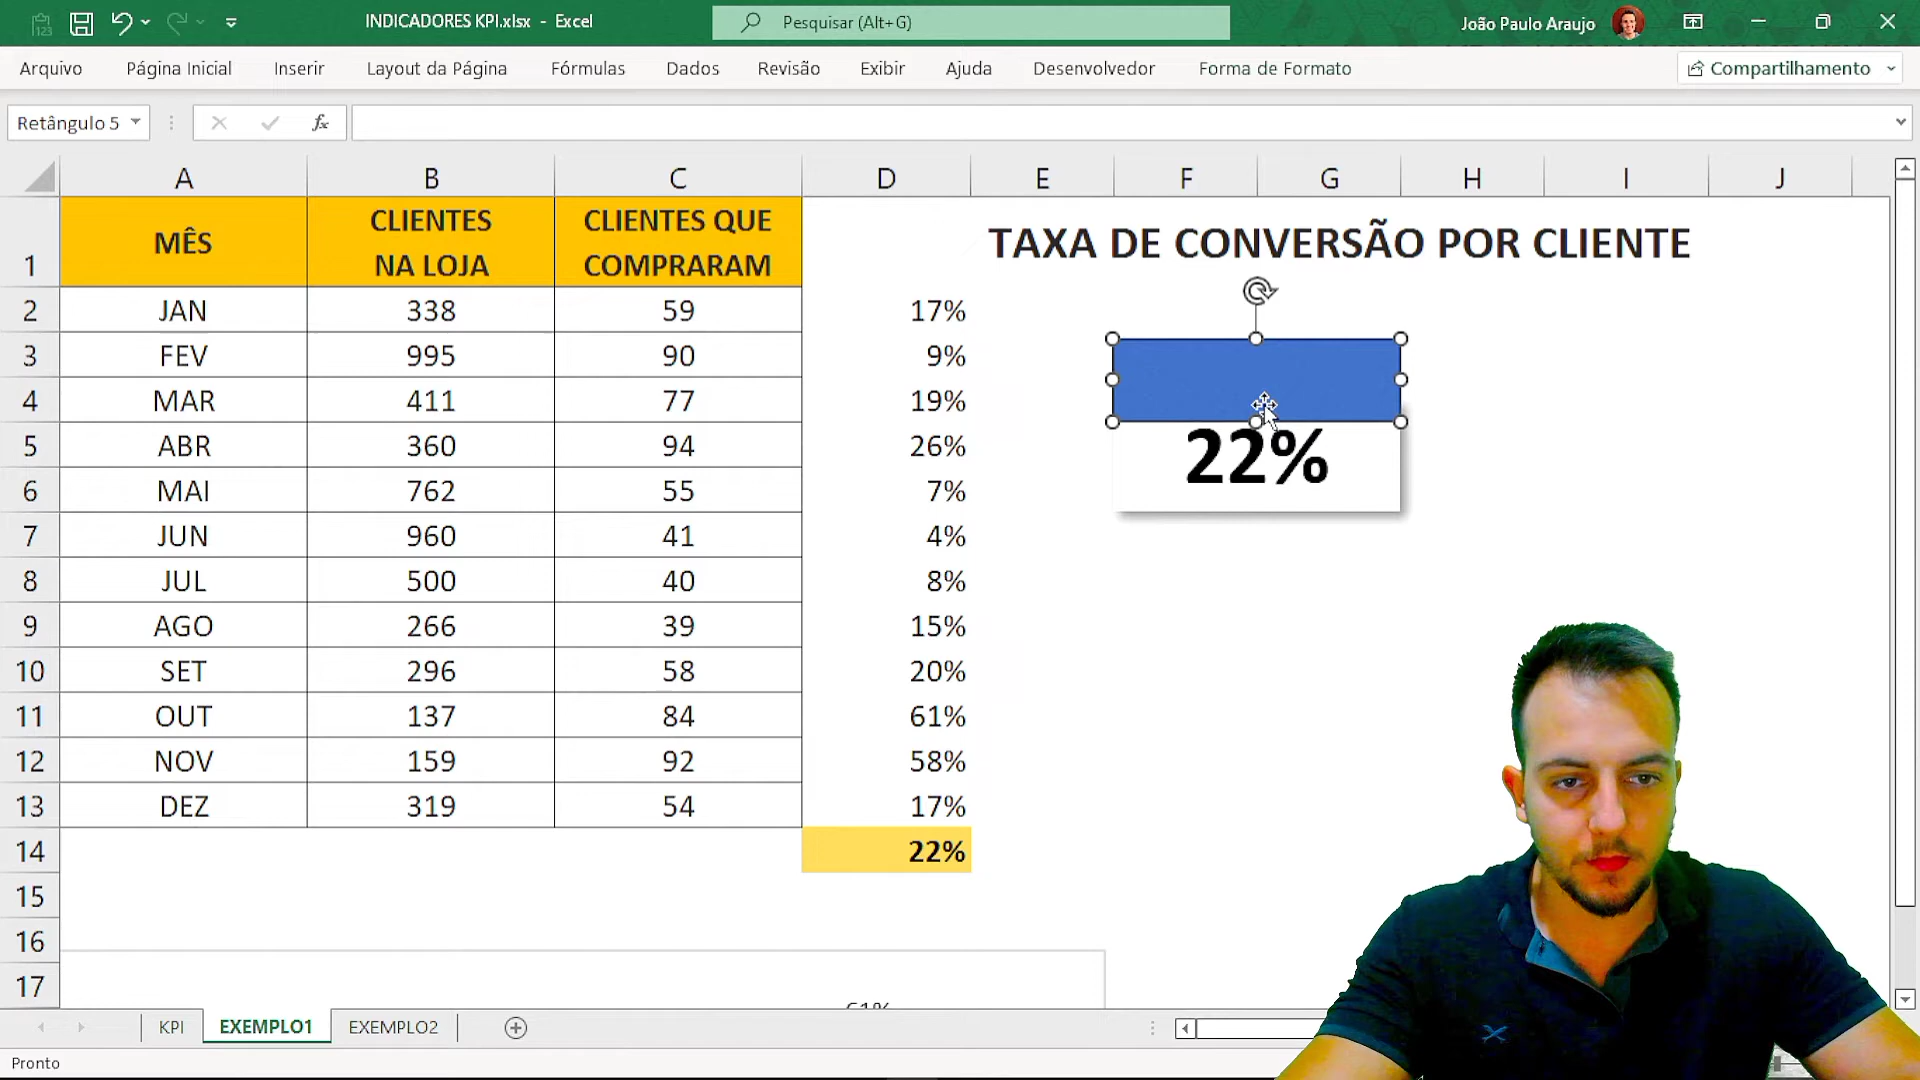 INDICADORES KPI.xlsx - Excel
Pesquisar (Alt+G)
João Paulo Araujo
Arquivo Página Inicial Inserir Layout da Página Fórmulas Dados Revisão Exibir Ajuda Desenvolvedor Forma de Formato Compartilhamento
Retângulo 5 fx
A B C D E F G H I J
1 MÊS CLIENTES NA LOJA CLIENTES QUE COMPRARAM TAXA DE CONVERSÃO POR CLIENTE
2 JAN 338 59 17%
3 FEV 995 90 9%
4 MAR 411 77 19%
5 ABR 360 94 26%
22%
6 MAI 762 55 7%
7 JUN 960 41 4%
8 JUL 500 40 8%
9 AGO 266 39 15%
10 SET 296 58 20%
11 OUT 137 84 61%
12 NOV 159 92 58%
13 DEZ 319 54 17%
14 22%
15
16
17
KPI EXEMPLO1 EXEMPLO2
Pronto